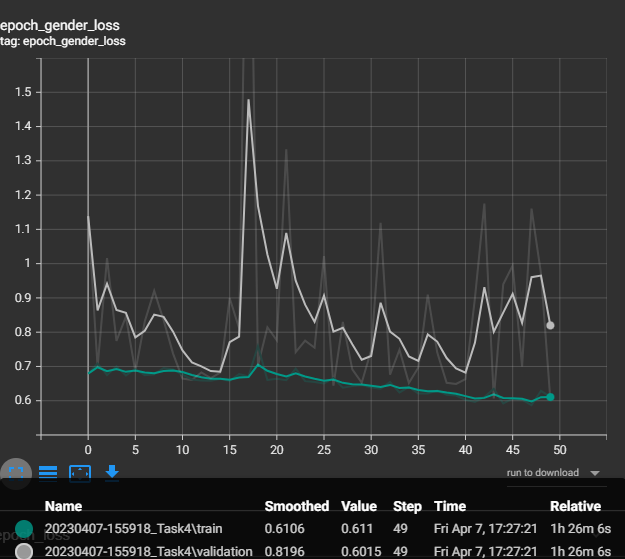 epoch_gender_loss
tag: epoch_gender_loss
1.5
1.4
1.3
1.2
1.1
1
0.9
0.8
0.7
0.6
0 5 10 15 20 25 30 35 40 45 50
run to download
Name Smoothed Value Step Time Relative
20230407-155918_Task4\train 0.6106 0.611 49 Fri Apr 7, 17:27:21 1h 26m 6s
20230407-155918_Task4\validation 0.8196 0.6015 49 Fri Apr 7, 17:27:21 1h 26m 6s